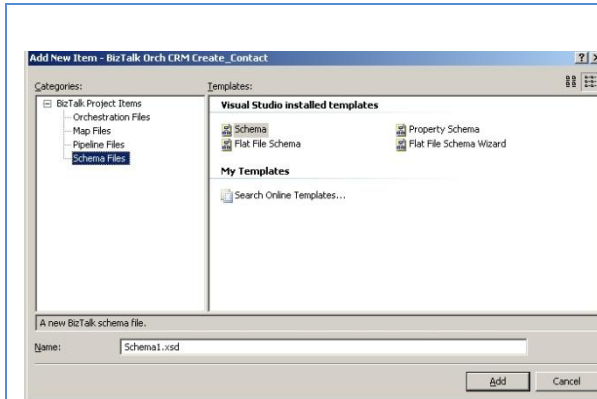 Add New Item - BizTalk Orch CRM Create_Contact
Categories:
Templates:
BizTalk Project Items
Orchestration Files
Map Files
Pipeline Files
Schema Files
Visual Studio installed templates
Schema
Property Schema
Flat File Schema
Flat File Schema Wizard
My Templates
Search Online Templates...
A new BizTalk schema file.
Name:
Schema1.xsd
Add
Cancel